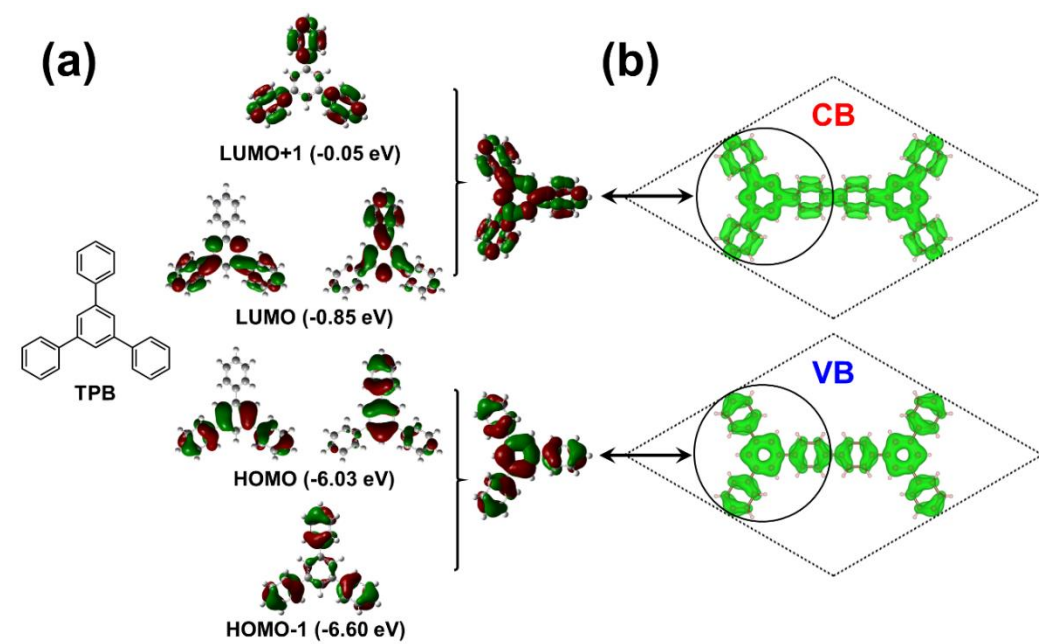 (a)
LUMO+1 (-0.05 eV)
LUMO (-0.85 eV)
TPB
HOMO (-6.03 eV)
HOMO-1 (-6.60 eV)
(b)
CB
VB